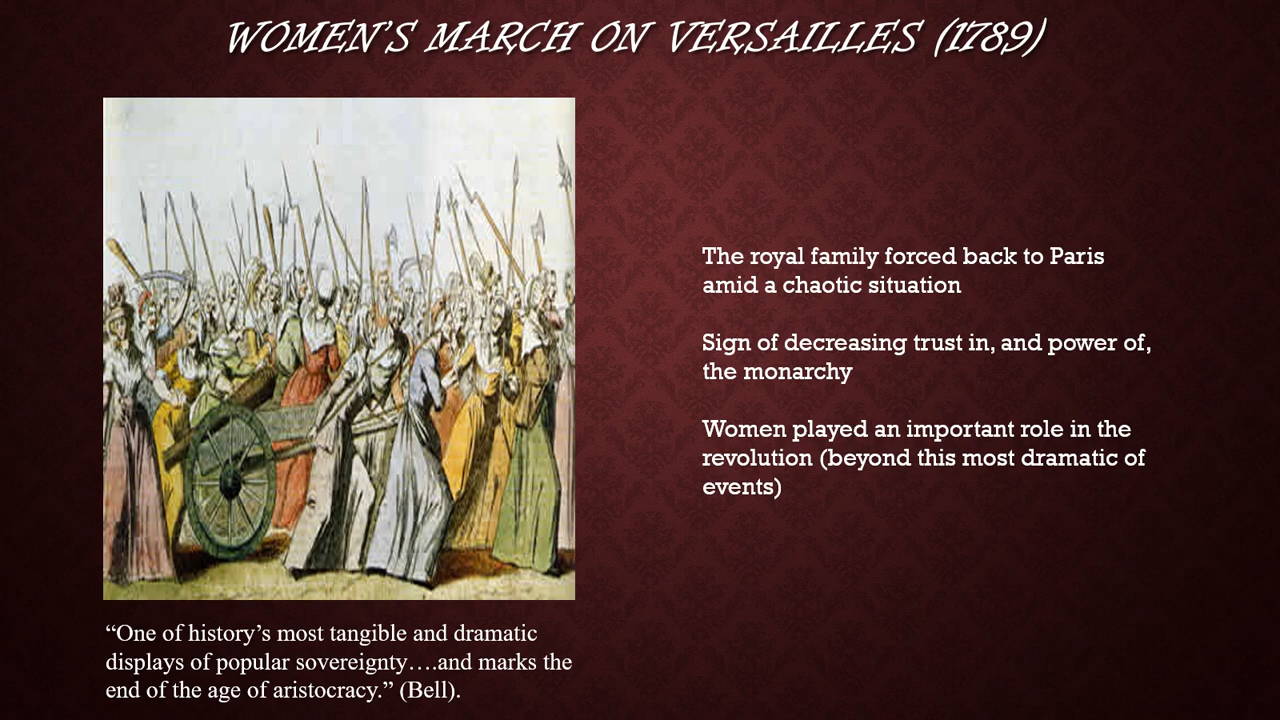 WOMEN'S MARCH ON VERSAILLES (1789)
The royal family forced back to Paris
amid a chaotic situation
Sign of decreasing trust in, and power of,
the monarchy
Women played an important role in the
revolution (beyond this most dramatic of
events)
“One of history’s most tangible and dramatic
displays of popular sovereignty….and marks the
end of the age of aristocracy.” (Bell).